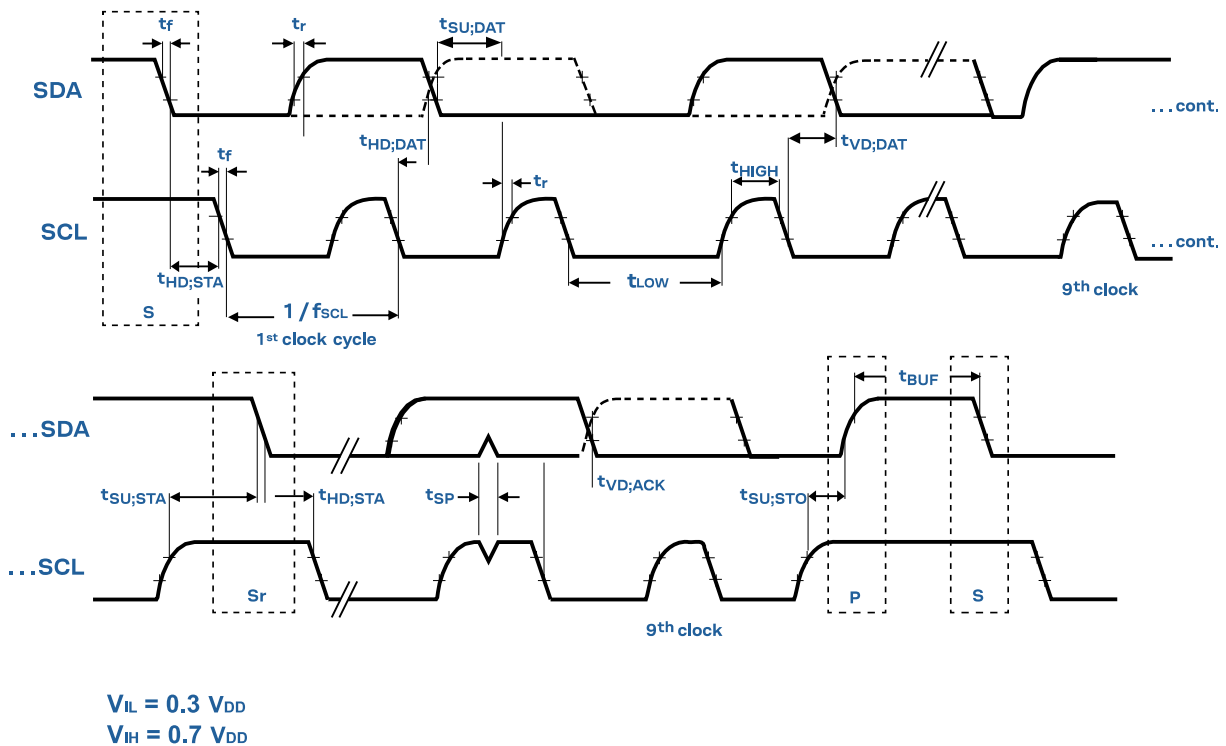 tf
tr
tSU;DAT
SDA
...cont.
tHD;DAT
tVD;DAT
tf
tr
tHIGH
SCL
...cont.
tHD;STA
tLOW
S
1 / fSCL
9th clock
1st clock cycle
tBUF
...SDA
tSU;STA
tHD;STA
tSP
tVD;ACK
tSU;STO
...SCL
Sr
P
S
9th clock
VIL = 0.3 VDD
VIH = 0.7 VDD